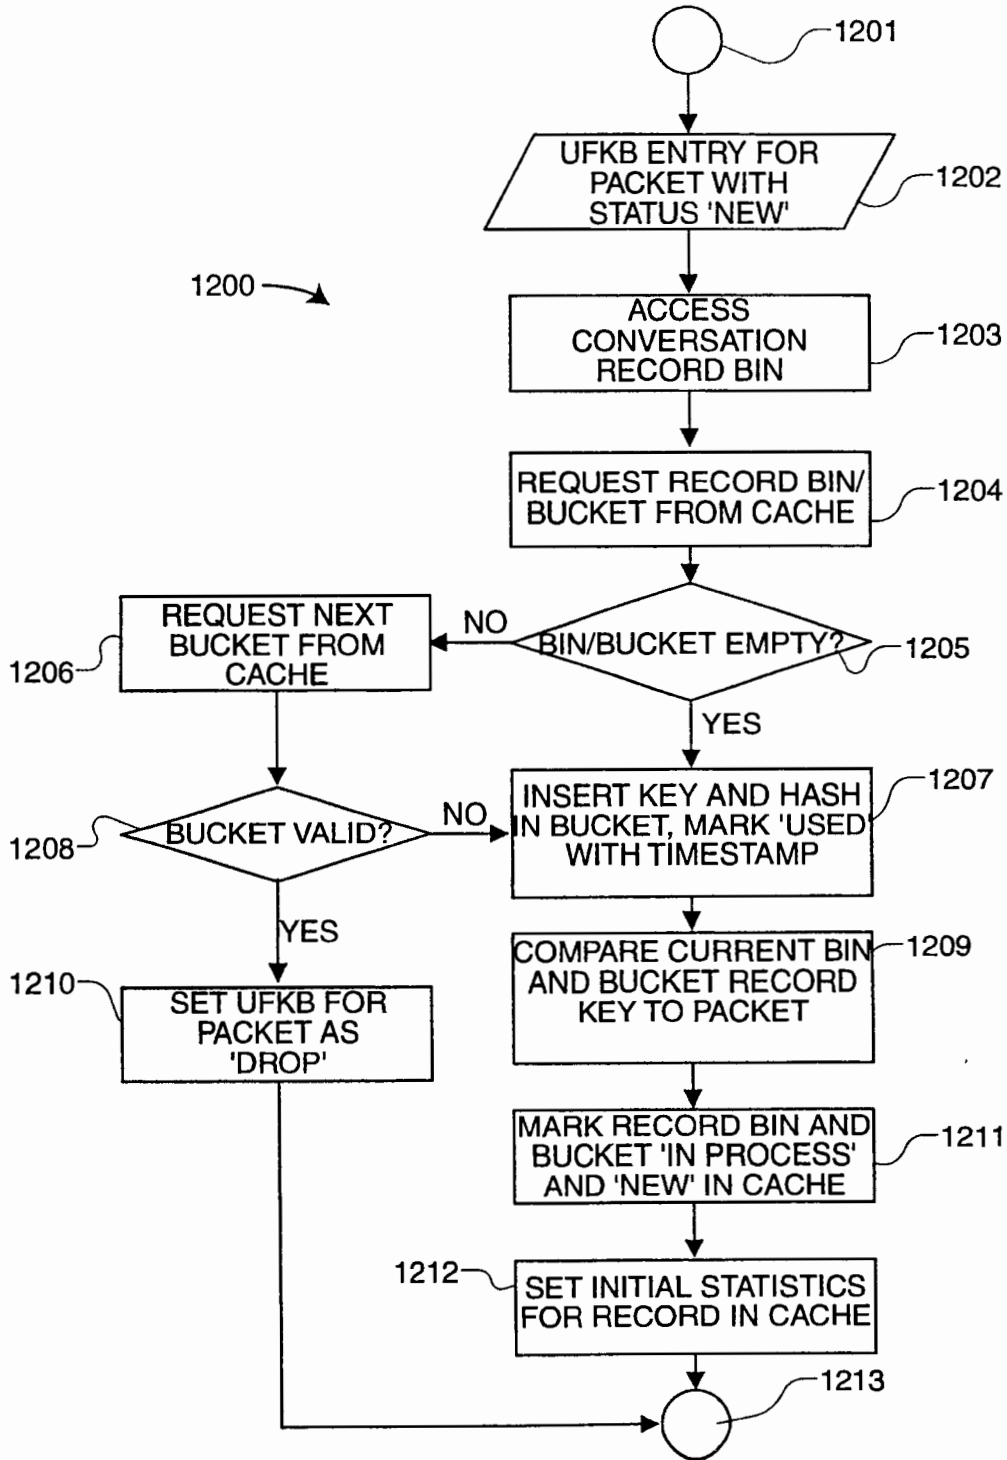 1201
UFKB ENTRY FOR
PACKET WITH
STATUS 'NEW'
1202
1200
ACCESS
CONVERSATION
RECORD BIN
1203
REQUEST RECORD BIN/
BUCKET FROM CACHE
1204
BIN/BUCKET EMPTY?
1205
NO
REQUEST NEXT
BUCKET FROM
CACHE
1206
YES
BUCKET VALID?
1208
NO
INSERT KEY AND HASH
IN BUCKET, MARK 'USED'
WITH TIMESTAMP
1207
YES
COMPARE CURRENT BIN
AND BUCKET RECORD
KEY TO PACKET
1209
1210
SET UFKB FOR
PACKET AS
'DROP'
MARK RECORD BIN AND
BUCKET 'IN PROCESS'
AND 'NEW' IN CACHE
1211
1212
SET INITIAL STATISTICS
FOR RECORD IN CACHE
1213